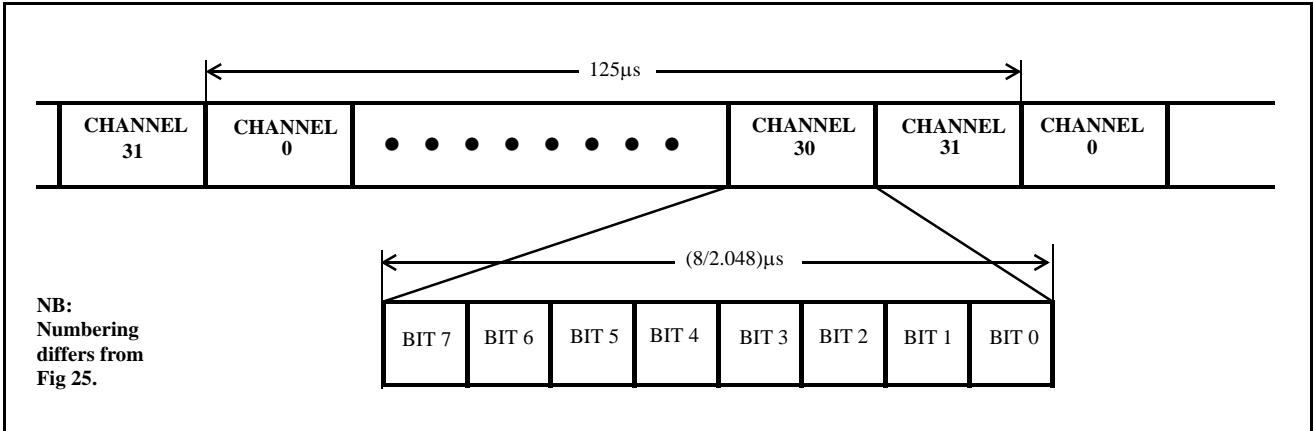 125µs
CHANNEL 31
CHANNEL 0
CHANNEL 30
CHANNEL 31
CHANNEL 0
(8/2.048)µs
BIT 7 BIT 6 BIT 5 BIT 4 BIT 3 BIT 2 BIT 1 BIT 0
NB:
Numbering
differs from
Fig 25.